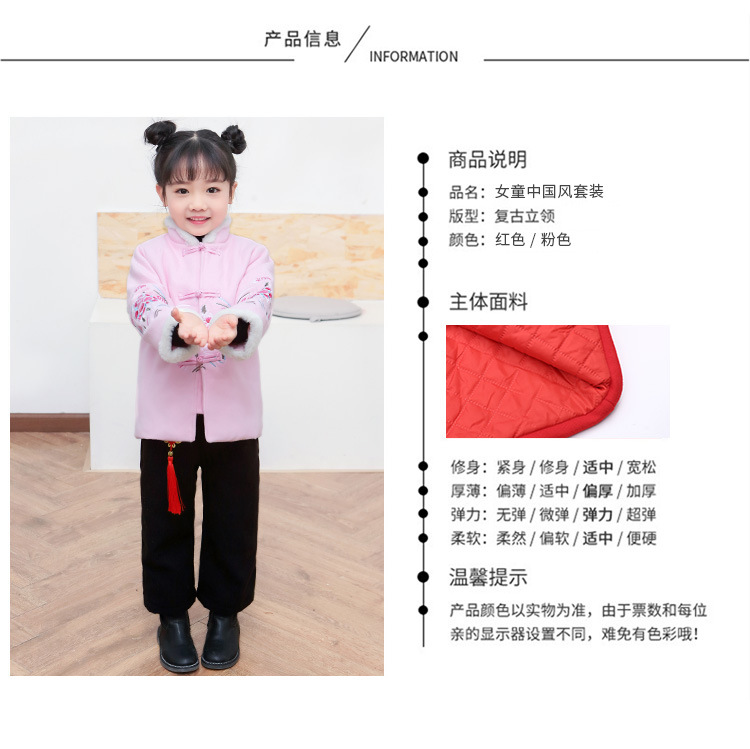 产品信息
INFORMATION
商品说明
品名：女童中国风套装
版型：复古立领
颜色：红色 / 粉色
主体面料
修身：紧身 / 修身 / 适中 / 宽松
厚薄：偏薄 / 适中 / 偏厚 / 加厚
弹力：无弹 / 微弹 / 弹力 / 超弹
柔软：柔然 / 偏软 / 适中 / 便硬
温馨提示
产品颜色以实物为准，由于票数和每位
亲的显示器设置不同，难免有色彩哦！